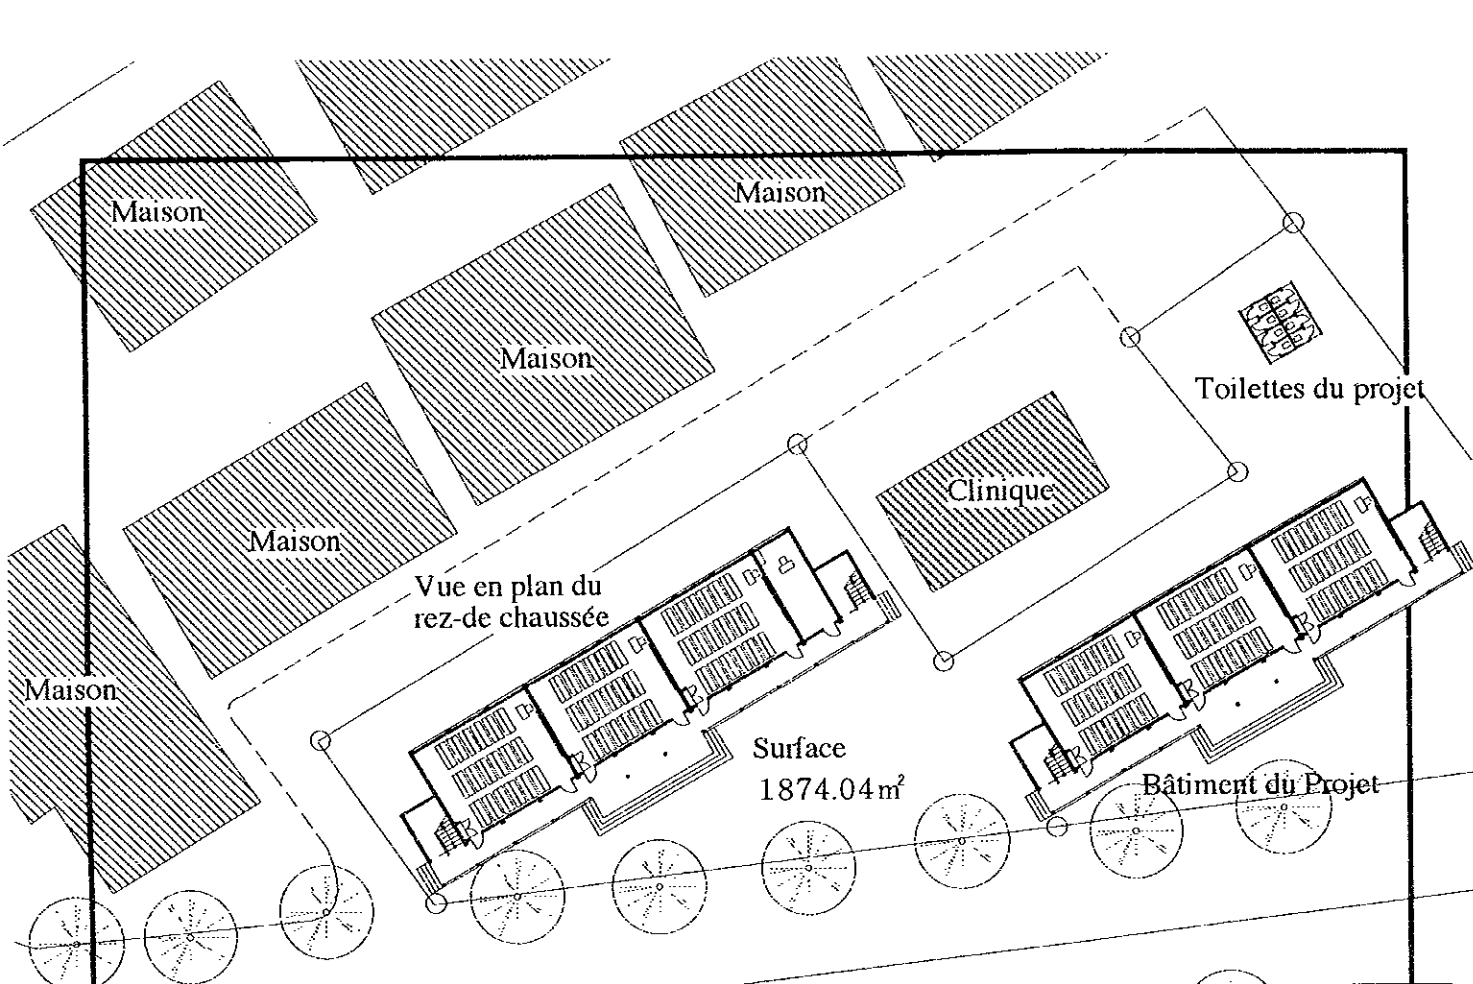 Maison
Maison
Maison
Toilettes du projet
Clinique
Maison
Vue en plan du
rez-de chaussée
Maison
Surface
1874.04㎡
Bâtiment du Projet